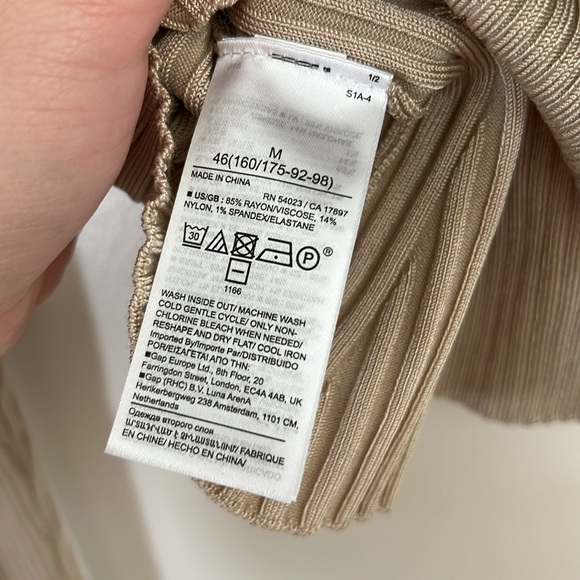 1/2
S1A-4
M
46(160/175-92-98)
MADE IN CHINA RN 54023 / CA 17897
■ US/GB : 85% RAYON/VISCOSE, 14%
NYLON, 1% SPANDEX/ELASTANE
30 P ®
1166
WASH INSIDE OUT/ MACHINE WASH
COLD GENTLE CYCLE/ ONLY NON-
CHLORINE BLEACH WHEN NEEDED/
RESHAPE AND DRY FLAT/ COOL IRON
Imported by/Importe Par/DISTRIBUIDO
POR/ΕΙΣΑΓΕΤΑΙ ΑΠΟ ΤΗΝ:
■Gap Europe Ltd., 8th Floor, 20
Farringdon Street, London, EC4A 4AB, UK
■Gap (RHC) B.V. Luna Arena
Herikerbergweg 238 Amsterdam, 1101 CM,
Netherlands
Одежда второго слоя
ԱՐՏԱԴՐՎԱԾ Է ՉԻՆԱՍՏԱՆՈՒՄ/ FABRIQUE
EN CHINE/ HECHO EN CHINA/